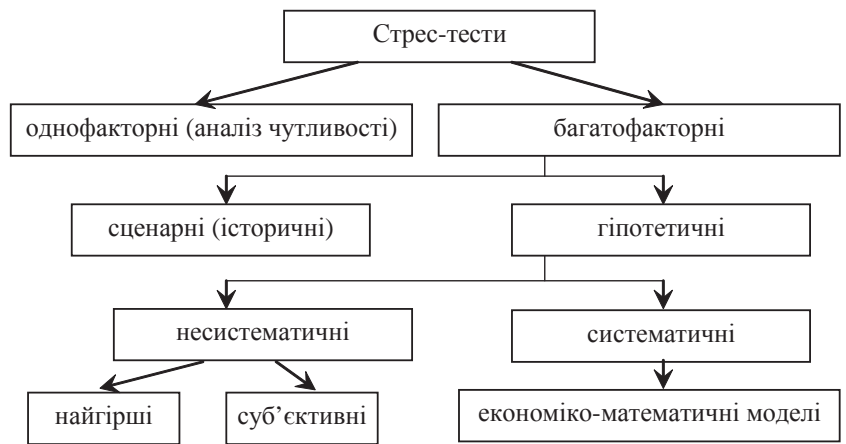 Стрес-тести
однофакторні (аналіз чутливості)
багатофакторні
сценарні (історичні)
гіпотетичні
несистематичні
систематичні
найгірші
суб’єктивні
економіко-математичні моделі